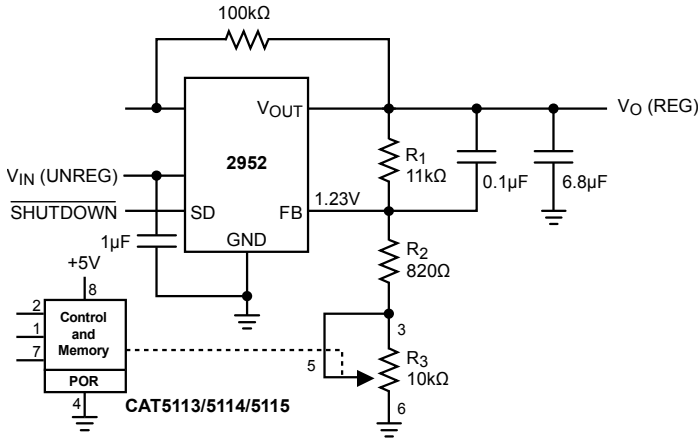 100kΩ
VOUT
VO (REG)
2952
R1
11kΩ
0.1µF
6.8µF
VIN (UNREG)
1.23V
SHUTDOWN
SD
FB
GND
1µF
R2
820Ω
+5V
8
2
1
7
Control
and
Memory
POR
4
3
5
R3
10kΩ
6
CAT5113/5114/5115